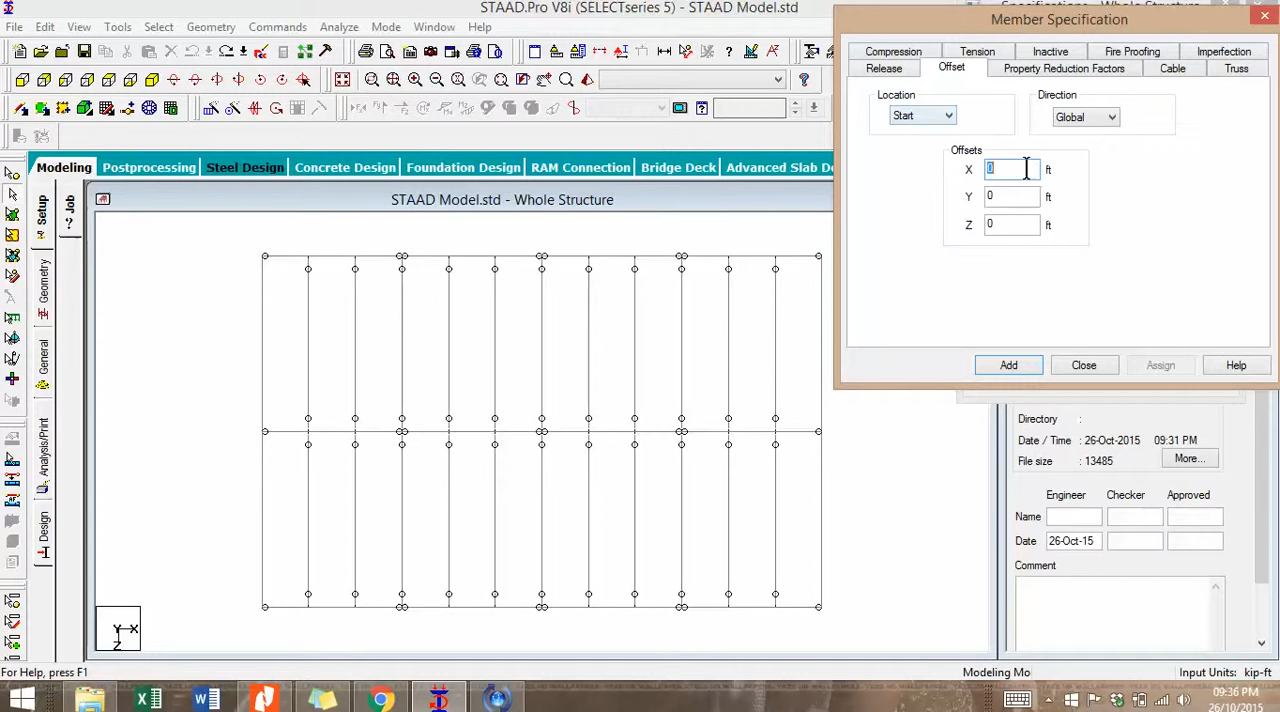 STAAD.Pro V8i (SELECTseries 5) - STAAD Model.std
Member Specification
File Edit View Tools Select Geometry Commands Analyze Mode Window Help
Compression Tension Inactive Fire Proofing Imperfection
Release Offset Property Reduction Factors Cable Truss
Location Direction
Start Global
Offsets
X 0 ft
Y 0 ft
Z 0 ft
Modeling Postprocessing Steel Design Concrete Design Foundation Design RAM Connection Bridge Deck Advanced Slab De
STAAD Model.std - Whole Structure
Setup
Job
Geometry
General
Analysis/Print
Design
Add Close Assign Help
Directory :
Date / Time : 26-Oct-2015 09:31 PM
File size : 13485 More...
Engineer Checker Approved
Name
Date 26-Oct-15
Comment
Y X
Z
For Help, press F1
Modeling Mo
Input Units: kip-ft
09:36 PM
26/10/2015